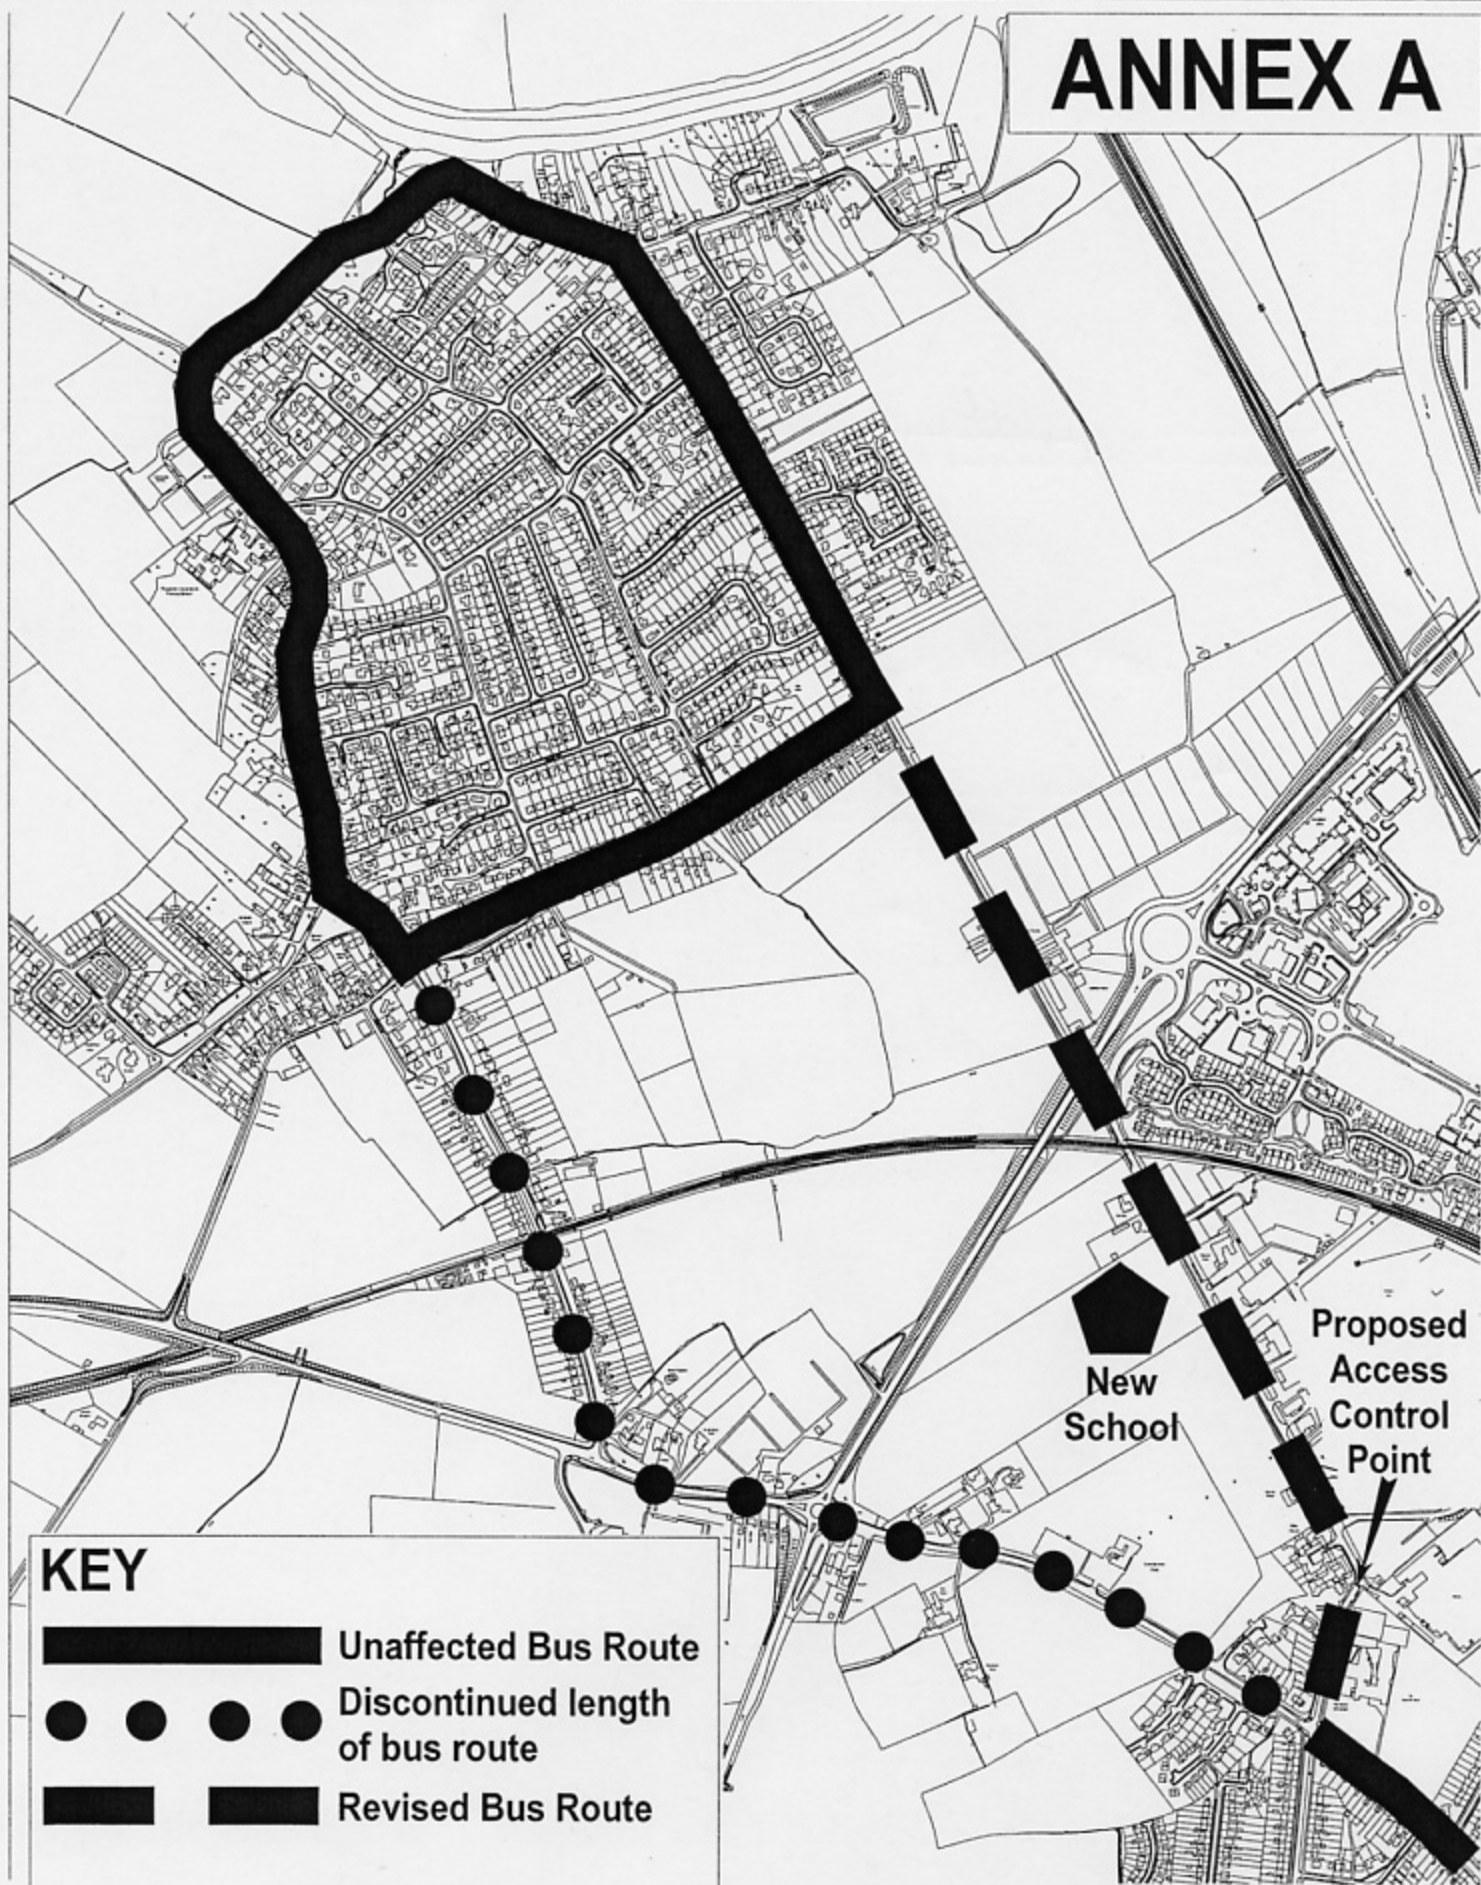 ANNEX A
New
School
Proposed
Access
Control
Point
KEY
Unaffected Bus Route
Discontinued length
of bus route
Revised Bus Route